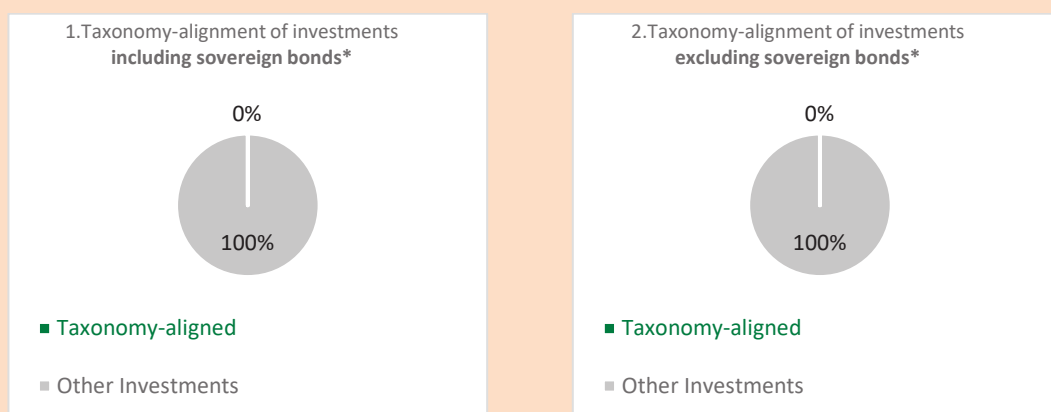 1.Taxonomy-alignment of investments
including sovereign bonds*
0%
100%
Taxonomy-aligned
Other Investments
2.Taxonomy-alignment of investments
excluding sovereign bonds*
0%
100%
Taxonomy-aligned
Other Investments